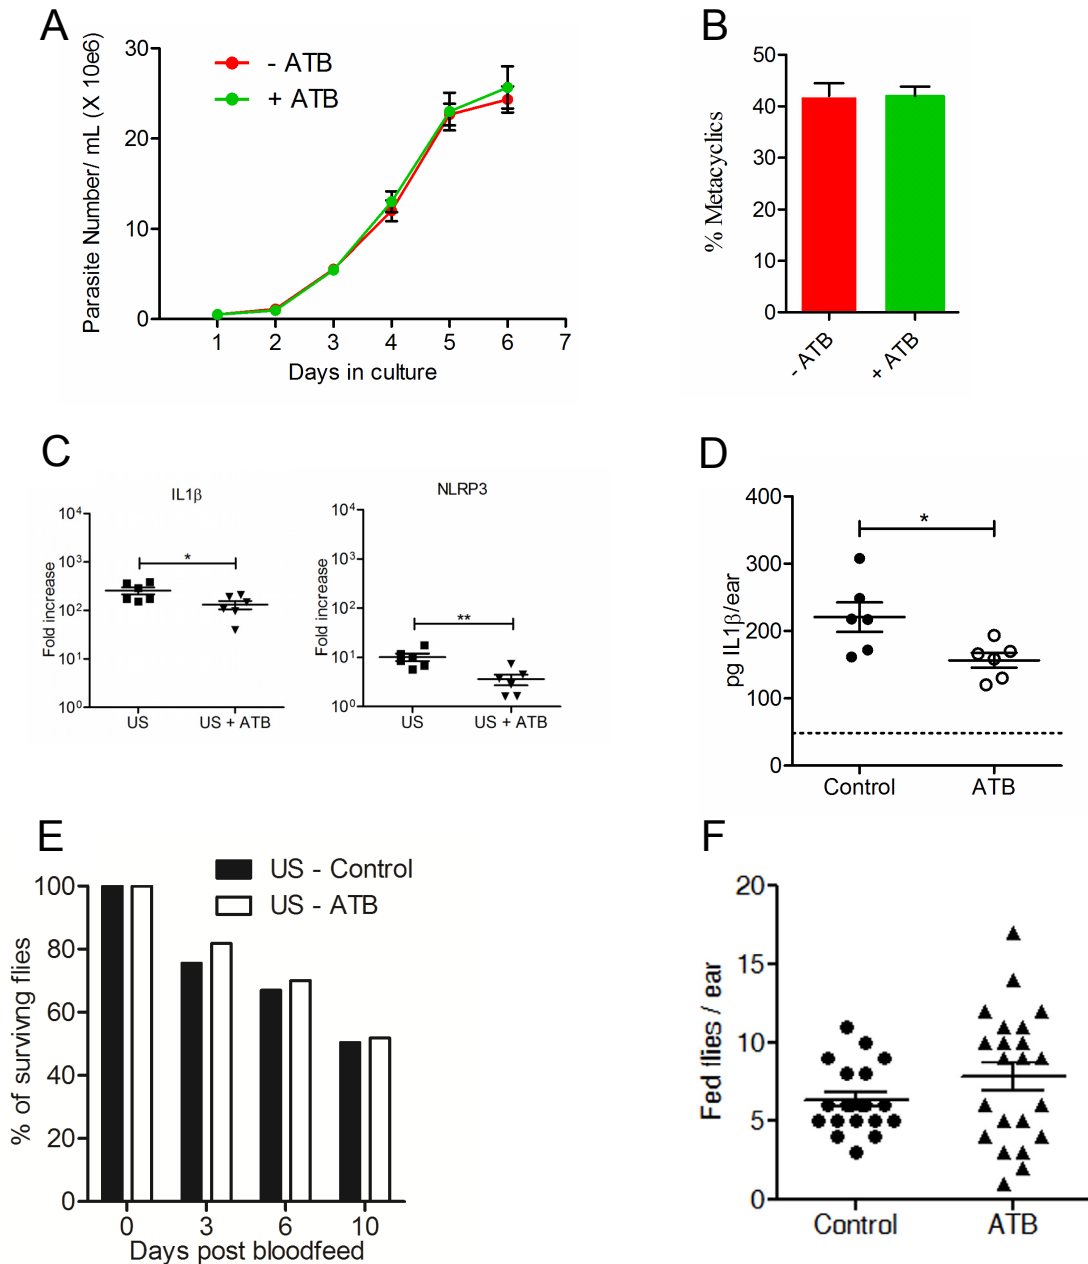 A
Parasite Number/ mL (X 10e6)
30
20
10
0
- ATB
+ ATB
1 2 3 4 5 6 7
Days in culture
B
% Metacyclics
50
40
30
20
10
0
- ATB
+ ATB
C
IL1β
Fold increase
10⁴
10³
10²
10¹
10⁰
*
US US + ATB
NLRP3
Fold increase
10⁴
10³
10²
10¹
10⁰
**
US US + ATB
D
pg IL1β/ear
400
300
200
100
0
*
Control ATB
E
US - Control
US - ATB
% of survivng flies
100
80
60
40
20
0
0 3 6 10
Days post bloodfeed
F
Fed flies / ear
20
15
10
5
0
Control ATB